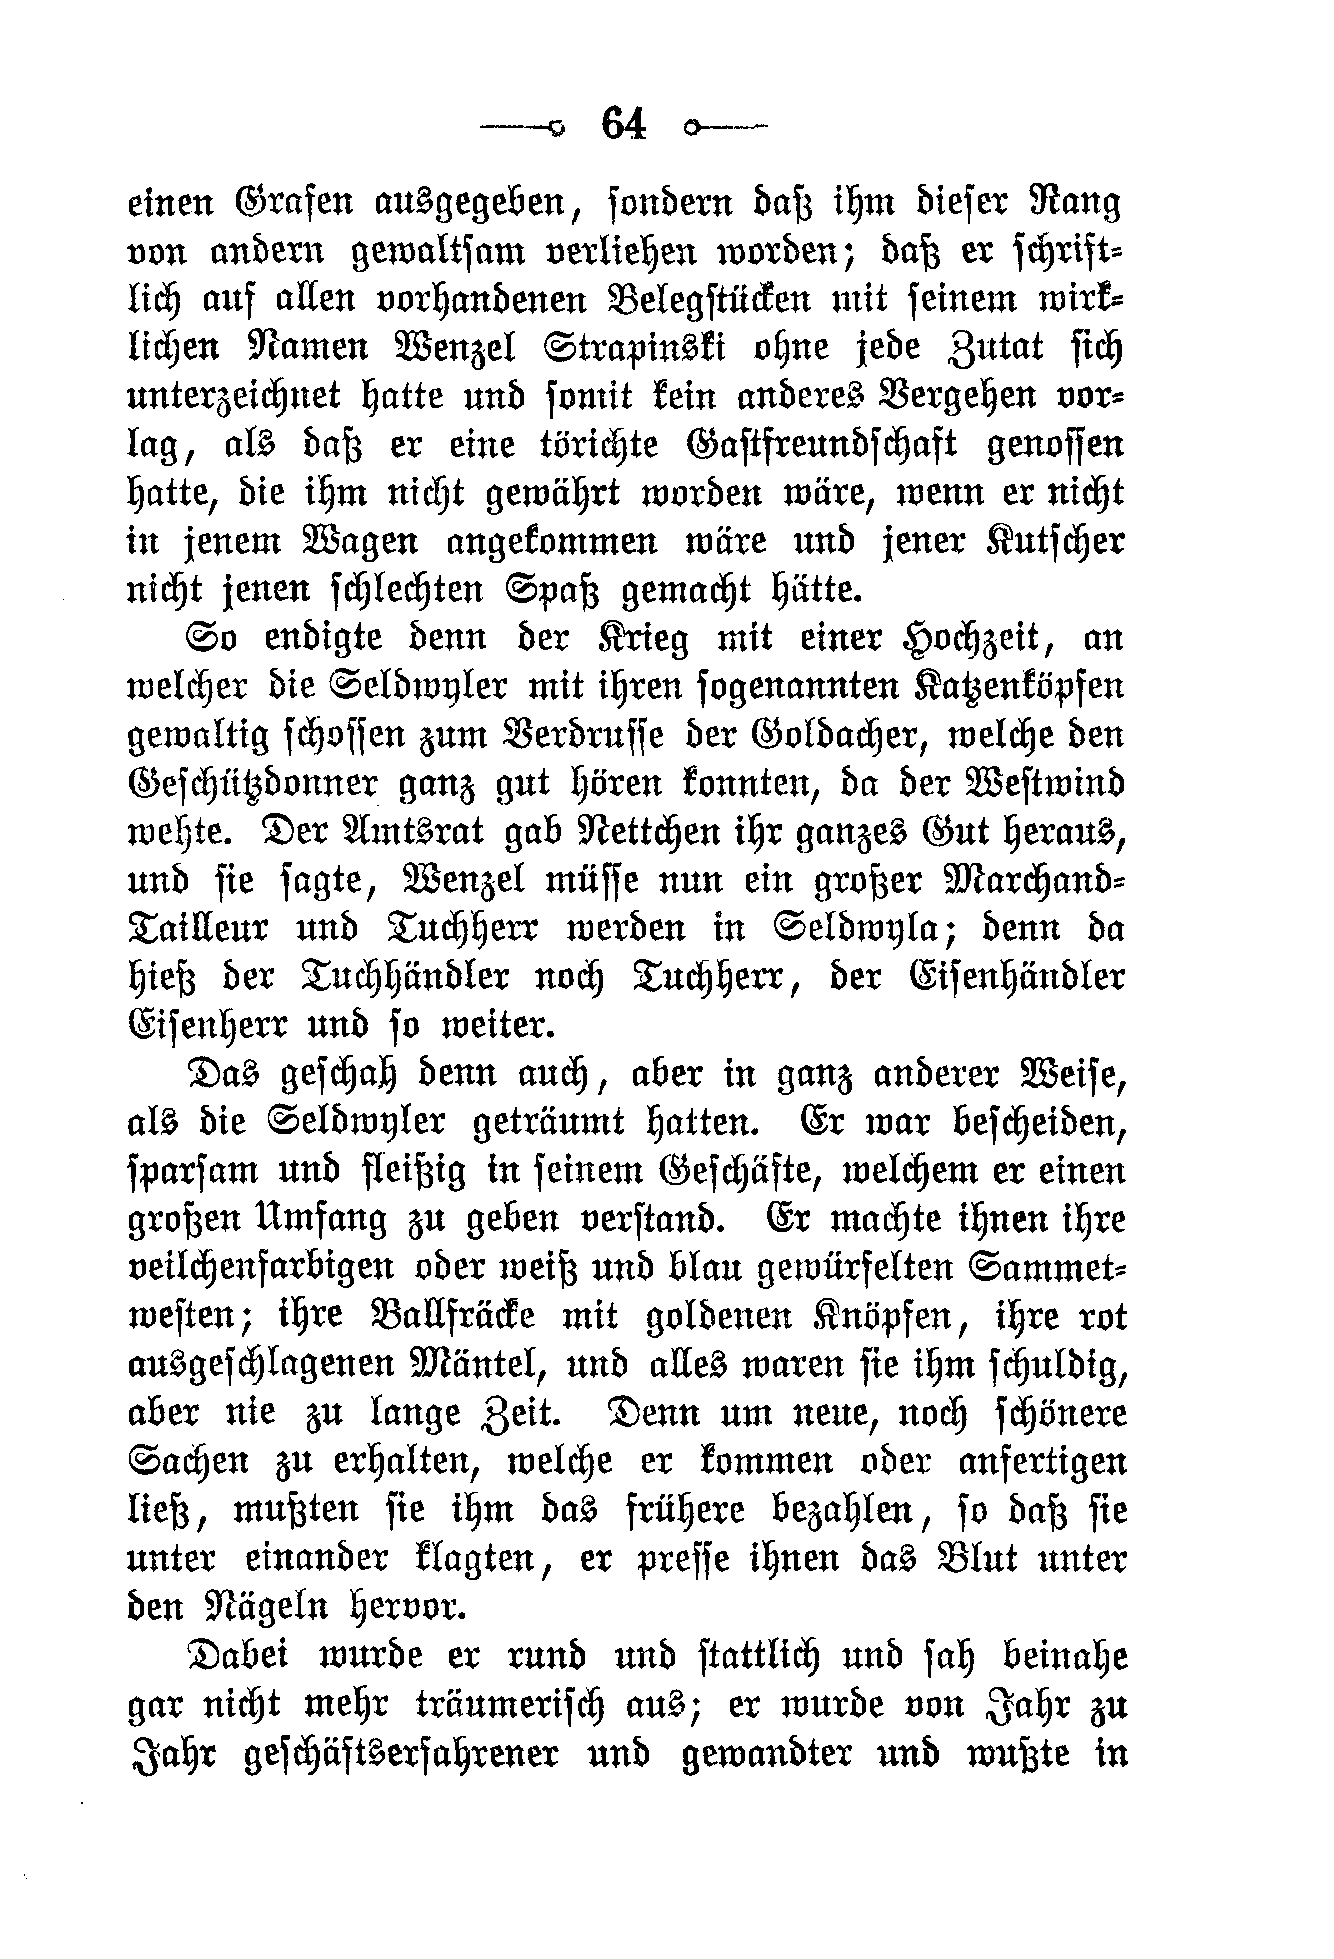 64
einen Grafen ausgegeben, sondern daß ihm dieser Rang
von andern gewaltsam verliehen worden; daß er schrift-
lich auf allen vorhandenen Belegstücken mit seinem wirk-
lichen Namen Wenzel Strapinski ohne jede Zutat sich
unterzeichnet hatte und somit kein anderes Vergehen vor-
lag, als daß er eine törichte Gastfreundschaft genossen
hatte, die ihm nicht gewährt worden wäre, wenn er nicht
in jenem Wagen angekommen wäre und jener Kutscher
nicht jenen schlechten Spaß gemacht hätte.
So endigte denn der Krieg mit einer Hochzeit, an
welcher die Seldwyler mit ihren sogenannten Katzenköpfen
gewaltig schossen zum Verdrusse der Goldacher, welche den
Geschützdonner ganz gut hören konnten, da der Westwind
wehte. Der Amtsrat gab Nettchen ihr ganzes Gut heraus,
und sie sagte, Wenzel müsse nun ein großer Marchand-
Tailleur und Tuchherr werden in Seldwyla; denn da
hieß der Tuchhändler noch Tuchherr, der Eisenhändler
Eisenherr und so weiter.
Das geschah denn auch, aber in ganz anderer Weise,
als die Seldwyler geträumt hatten. Er war bescheiden,
sparsam und fleißig in seinem Geschäfte, welchem er einen
großen Umfang zu geben verstand. Er machte ihnen ihre
veilchenfarbigen oder weiß und blau gewürfelten Sammet-
westen; ihre Ballfräcke mit goldenen Knöpfen, ihre rot
ausgeschlagenen Mäntel, und alles waren sie ihm schuldig,
aber nie zu lange Zeit. Denn um neue, noch schönere
Sachen zu erhalten, welche er kommen oder anfertigen
ließ, mußten sie ihm das frühere bezahlen, so daß sie
unter einander klagten, er presse ihnen das Blut unter
den Nägeln hervor.
Dabei wurde er rund und stattlich und sah beinahe
gar nicht mehr träumerisch aus; er wurde von Jahr zu
Jahr geschäftserfahrener und gewandter und wußte in